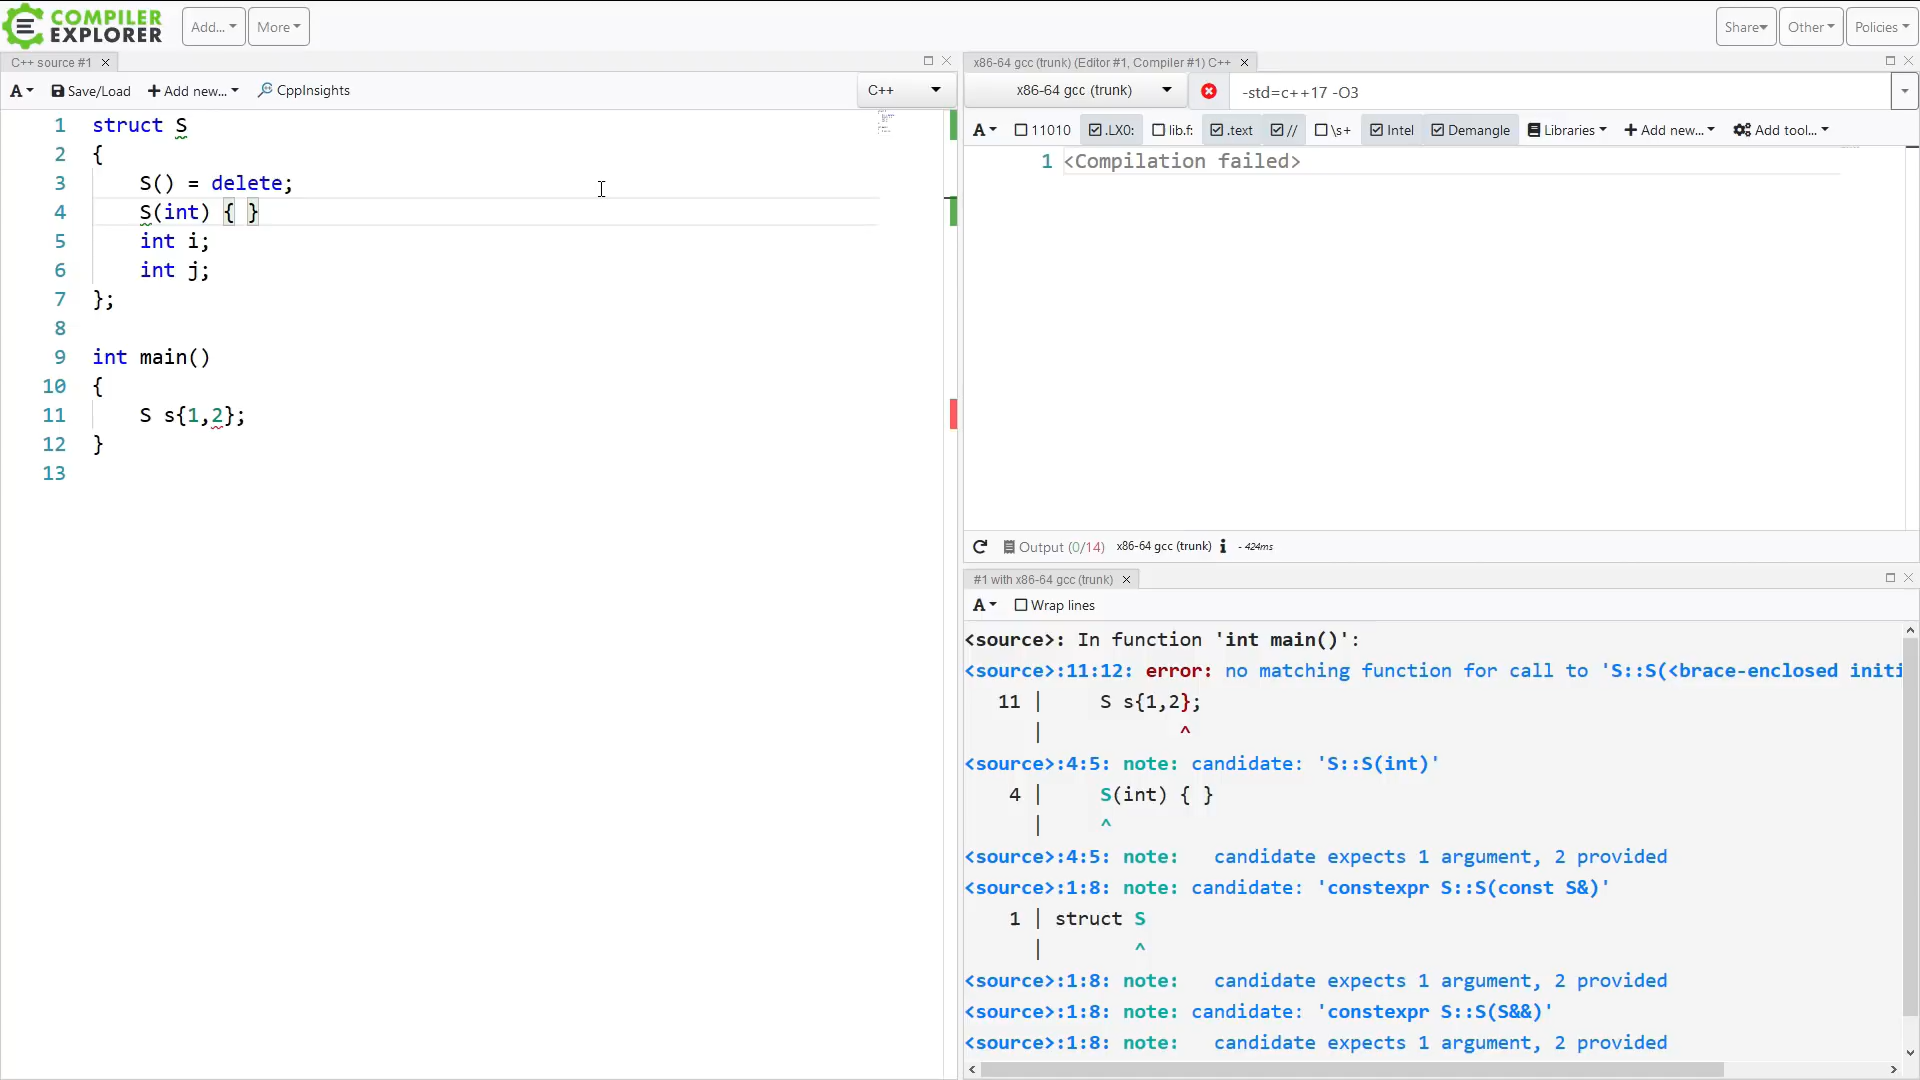 COMPILER
EXPLORER
Add...
More
Share
Other
Policies
C++ source #1
A
Save/Load
Add new...
CppInsights
C++
1 struct S
2 {
3     S() = delete;
4     S(int) { }
5     int i;
6     int j;
7 };
8
9 int main()
10 {
11     S s{1,2};
12 }
13
x86-64 gcc (trunk) (Editor #1, Compiler #1) C++
x86-64 gcc (trunk)
-std=c++17 -O3
A
11010
.LX0:
lib.f:
.text
//
\s+
Intel
Demangle
Libraries
Add new...
Add tool...
1 <Compilation failed>
Output (0/14) x86-64 gcc (trunk) i - 424ms
#1 with x86-64 gcc (trunk)
A
Wrap lines
<source>: In function 'int main()':
<source>:11:12: error: no matching function for call to 'S::S(<brace-enclosed initi
11 |     S s{1,2};
|            ^
<source>:4:5: note: candidate: 'S::S(int)'
4 |     S(int) { }
|     ^
<source>:4:5: note:   candidate expects 1 argument, 2 provided
<source>:1:8: note: candidate: 'constexpr S::S(const S&)'
1 | struct S
|        ^
<source>:1:8: note:   candidate expects 1 argument, 2 provided
<source>:1:8: note: candidate: 'constexpr S::S(S&&)'
<source>:1:8: note:   candidate expects 1 argument, 2 provided